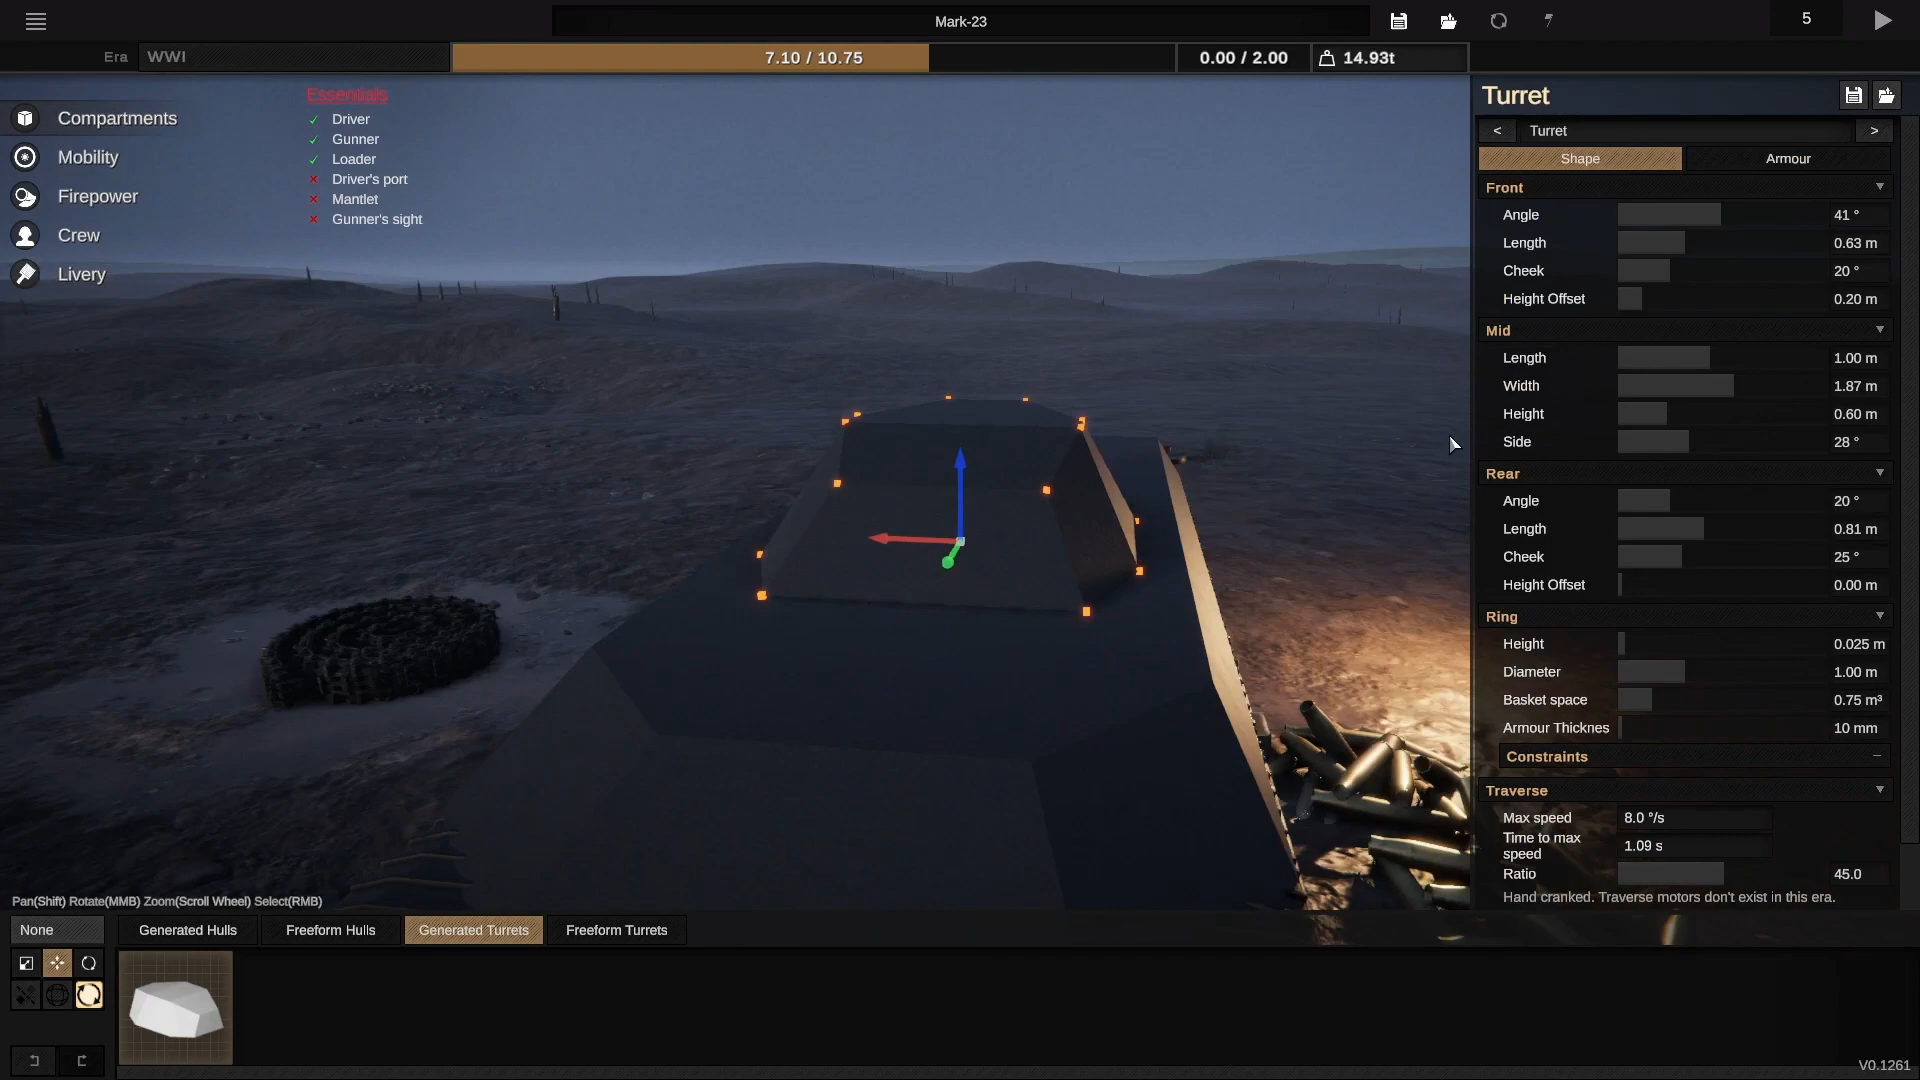 Mark-23
5
Era
WWI
7.10 / 10.75
0.00 / 2.00
14.93t
Compartments
Mobility
Firepower
Crew
Livery
Essentials
Driver
Gunner
Loader
Driver's port
Mantlet
Gunner's sight
Turret
< Turret >
Shape
Armour
Front
Angle 41 °
Length 0.63 m
Cheek 20 °
Height Offset 0.20 m
Mid
Length 1.00 m
Width 1.87 m
Height 0.60 m
Side 28 °
Rear
Angle 20 °
Length 0.81 m
Cheek 25 °
Height Offset 0.00 m
Ring
Height 0.025 m
Diameter 1.00 m
Basket space 0.75 m³
Armour Thicknes 10 mm
Constraints
Traverse
Max speed 8.0 °/s
Time to max
speed 1.09 s
Ratio 45.0
Hand cranked. Traverse motors don't exist in this era.
Pan(Shift) Rotate(MMB) Zoom(Scroll Wheel) Select(RMB)
None
Generated Hulls
Freeform Hulls
Generated Turrets
Freeform Turrets
V0.1261